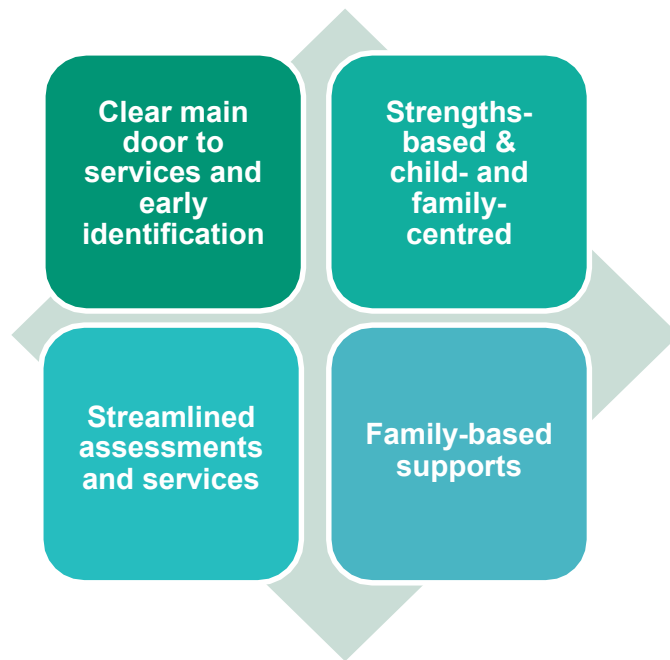 Clear main
door to
services and
early
identification
Strengths-
based &
child- and
family-
centred
Streamlined
assessments
and services
Family-based
supports